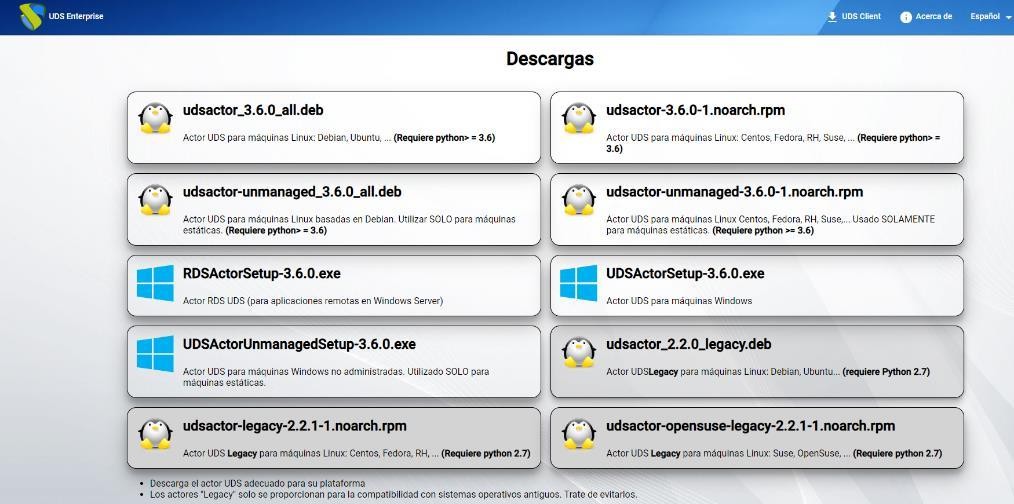 UDS Enterprise
UDS Client
Acerca de
Español
Descargas
udsactor_3.6.0_all.deb
Actor UDS para máquinas Linux: Debian, Ubuntu, ... (Requiere python> = 3.6)
udsactor-3.6.0-1.noarch.rpm
Actor UDS para máquinas Linux: Centos, Fedora, RH, Suse, ... (Requiere python> =
3.6)
udsactor-unmanaged_3.6.0_all.deb
Actor UDS para máquinas Linux basadas en Debian. Utilizar SOLO para máquinas
estáticas. (Requiere python> = 3.6)
udsactor-unmanaged-3.6.0-1.noarch.rpm
Actor UDS para máquinas Linux Centos, Fedora, RH, Suse,... Usado SOLAMENTE
para máquinas estáticas. (Requiere python >= 3.6)
RDSActorSetup-3.6.0.exe
Actor RDS UDS (para aplicaciones remotas en Windows Server)
UDSActorSetup-3.6.0.exe
Actor UDS para máquinas Windows
UDSActorUnmanagedSetup-3.6.0.exe
Actor UDS para máquinas Windows no administradas. Utilizado SOLO para
máquinas estáticas.
udsactor_2.2.0_legacy.deb
Actor UDSLegacy para máquinas Linux: Debian, Ubuntu... (requiere Python 2.7)
udsactor-legacy-2.2.1-1.noarch.rpm
Actor UDS Legacy para máquinas Linux: Centos, Fedora, RH, ... (Requiere python 2.7)
udsactor-opensuse-legacy-2.2.1-1.noarch.rpm
Actor UDS Legacy para máquinas Linux: Suse, OpenSuse, ... (Requiere python 2.7)
• Descarga el actor UDS adecuado para su plataforma
• Los actores "Legacy" solo se proporcionan para la compatibilidad con sistemas operativos antiguos. Trate de evitarlos.